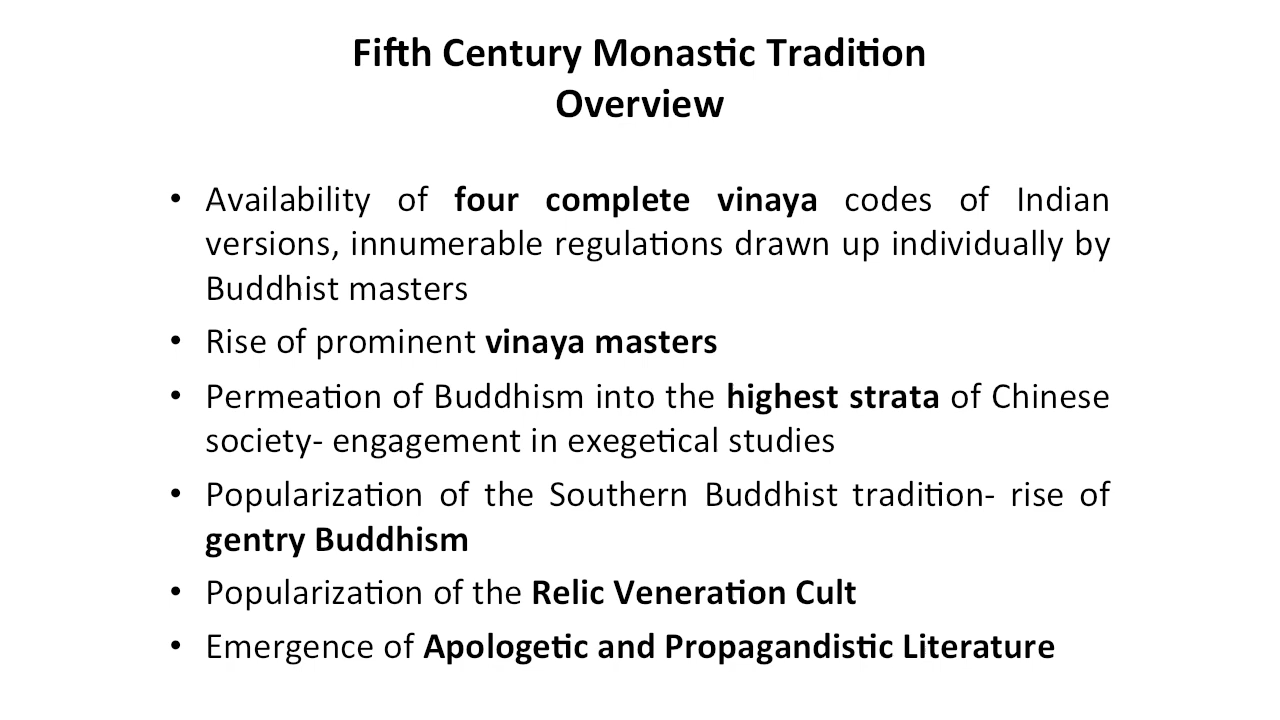 Fifth Century Monastic Tradition
Overview
• Availability of four complete vinaya codes of Indian
versions, innumerable regulations drawn up individually by
Buddhist masters
• Rise of prominent vinaya masters
• Permeation of Buddhism into the highest strata of Chinese
society- engagement in exegetical studies
• Popularization of the Southern Buddhist tradition- rise of
gentry Buddhism
• Popularization of the Relic Veneration Cult
• Emergence of Apologetic and Propagandistic Literature